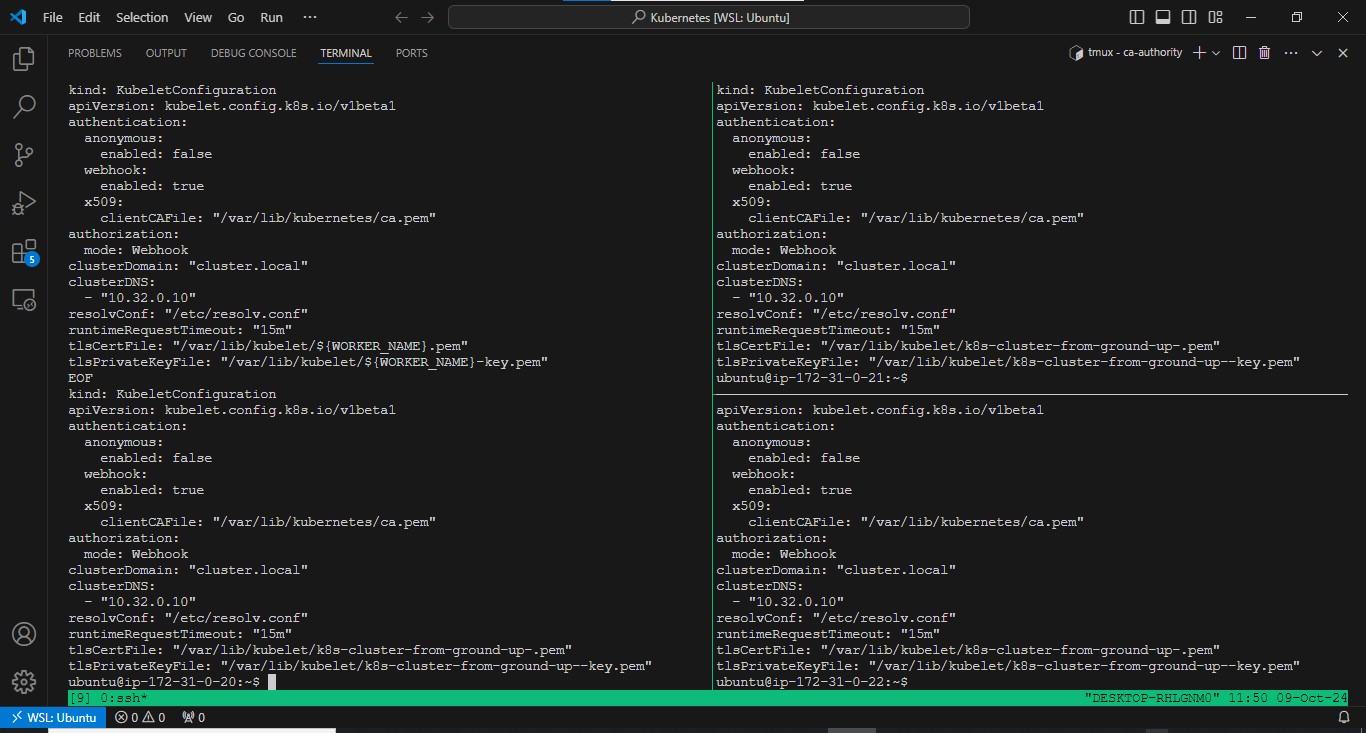 File Edit Selection View Go Run ···
Kubernetes [WSL: Ubuntu]
PROBLEMS OUTPUT DEBUG CONSOLE TERMINAL PORTS
tmux - ca-authority
kind: KubeletConfiguration
apiVersion: kubelet.config.k8s.io/v1beta1
authentication:
  anonymous:
    enabled: false
  webhook:
    enabled: true
  x509:
    clientCAFile: "/var/lib/kubernetes/ca.pem"
authorization:
  mode: Webhook
clusterDomain: "cluster.local"
clusterDNS:
  - "10.32.0.10"
resolvConf: "/etc/resolv.conf"
runtimeRequestTimeout: "15m"
tlsCertFile: "/var/lib/kubelet/${WORKER_NAME}.pem"
tlsPrivateKeyFile: "/var/lib/kubelet/${WORKER_NAME}-key.pem"
EOF
kind: KubeletConfiguration
apiVersion: kubelet.config.k8s.io/v1beta1
authentication:
  anonymous:
    enabled: false
  webhook:
    enabled: true
  x509:
    clientCAFile: "/var/lib/kubernetes/ca.pem"
authorization:
  mode: Webhook
clusterDomain: "cluster.local"
clusterDNS:
  - "10.32.0.10"
resolvConf: "/etc/resolv.conf"
runtimeRequestTimeout: "15m"
tlsCertFile: "/var/lib/kubelet/k8s-cluster-from-ground-up-.pem"
tlsPrivateKeyFile: "/var/lib/kubelet/k8s-cluster-from-ground-up--key.pem"
ubuntu@ip-172-31-0-20:~$
kind: KubeletConfiguration
apiVersion: kubelet.config.k8s.io/v1beta1
authentication:
  anonymous:
    enabled: false
  webhook:
    enabled: true
  x509:
    clientCAFile: "/var/lib/kubernetes/ca.pem"
authorization:
  mode: Webhook
clusterDomain: "cluster.local"
clusterDNS:
  - "10.32.0.10"
resolvConf: "/etc/resolv.conf"
runtimeRequestTimeout: "15m"
tlsCertFile: "/var/lib/kubelet/k8s-cluster-from-ground-up-.pem"
tlsPrivateKeyFile: "/var/lib/kubelet/k8s-cluster-from-ground-up--key.pem"
ubuntu@ip-172-31-0-21:~$
apiVersion: kubelet.config.k8s.io/v1beta1
authentication:
  anonymous:
    enabled: false
  webhook:
    enabled: true
  x509:
    clientCAFile: "/var/lib/kubernetes/ca.pem"
authorization:
  mode: Webhook
clusterDomain: "cluster.local"
clusterDNS:
  - "10.32.0.10"
resolvConf: "/etc/resolv.conf"
runtimeRequestTimeout: "15m"
tlsCertFile: "/var/lib/kubelet/k8s-cluster-from-ground-up-.pem"
tlsPrivateKeyFile: "/var/lib/kubelet/k8s-cluster-from-ground-up--key.pem"
ubuntu@ip-172-31-0-22:~$
[9] 0:ssh* "DESKTOP-RHLGNM0" 11:50 09-Oct-24
5
WSL: Ubuntu 0 0 0